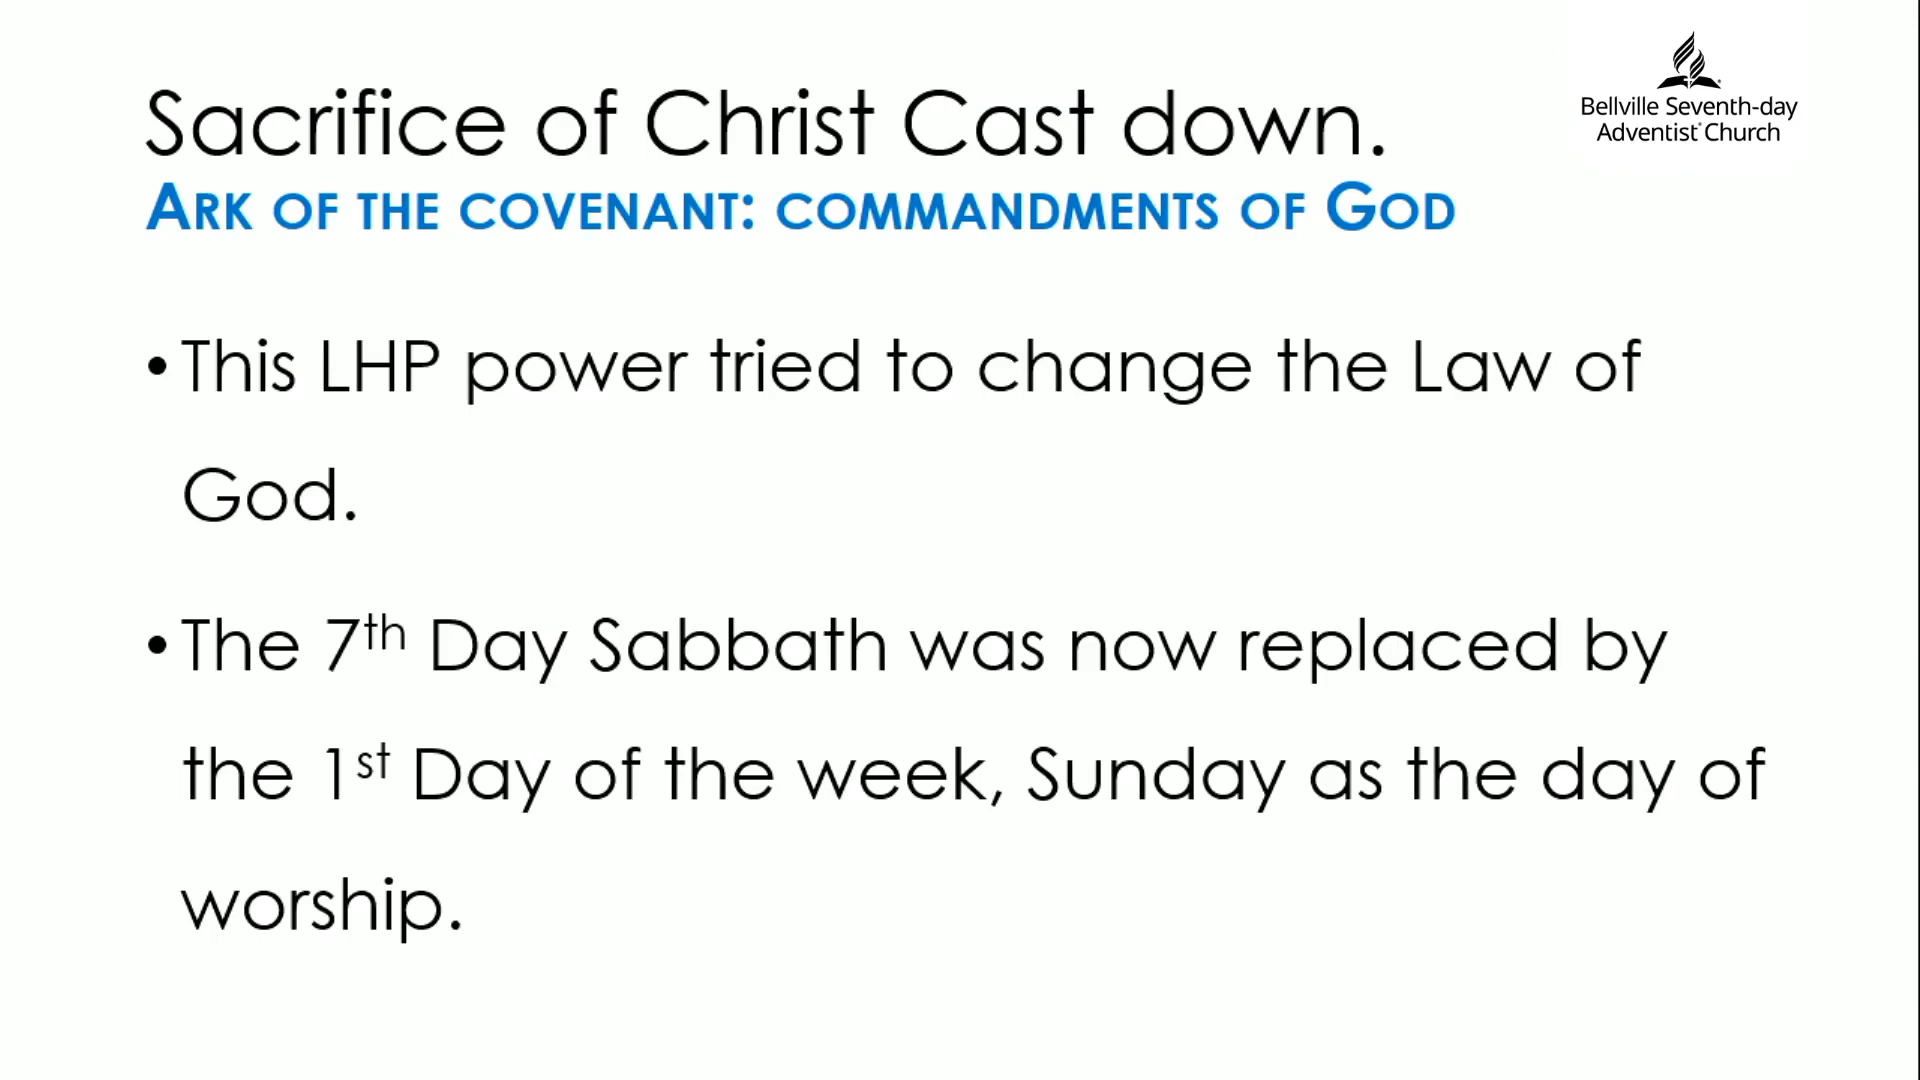 Bellville Seventh-day
Adventist® Church
Sacrifice of Christ Cast down.
ARK OF THE COVENANT: COMMANDMENTS OF GOD
• This LHP power tried to change the Law of
God.
• The 7th Day Sabbath was now replaced by
the 1st Day of the week, Sunday as the day of
worship.